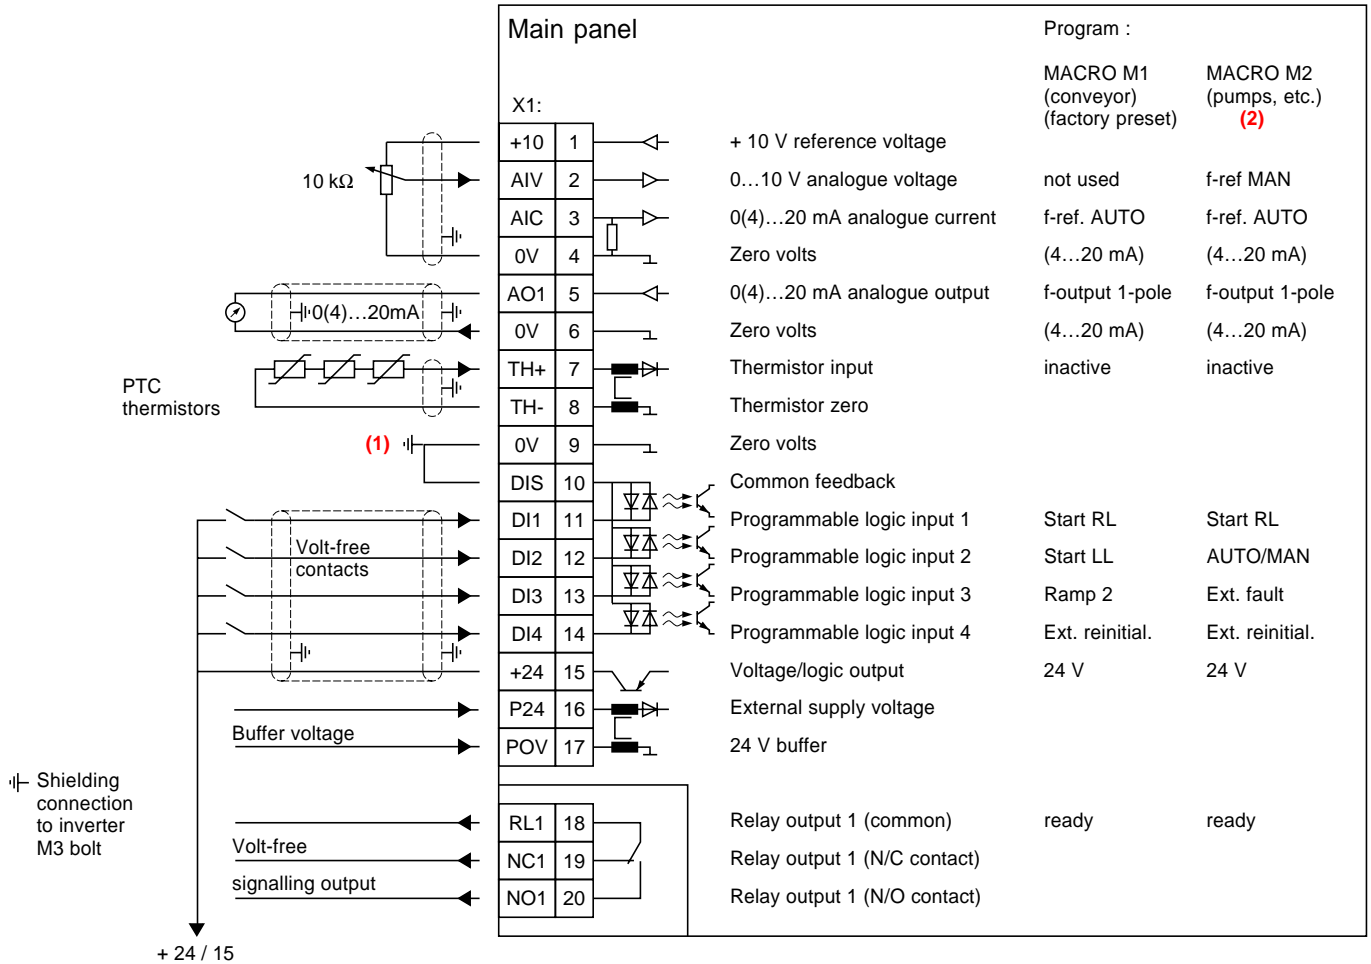 Main panel
Program :
MACRO M1
(conveyor)
(factory preset)
MACRO M2
(pumps, etc.)
(2)
X1:
+10 1 + 10 V reference voltage
10 kΩ AIV 2 0…10 V analogue voltage not used f-ref MAN
AIC 3 0(4)…20 mA analogue current f-ref. AUTO f-ref. AUTO
0V 4 Zero volts (4…20 mA) (4…20 mA)
AO1 5 0(4)…20 mA analogue output f-output 1-pole f-output 1-pole
0(4)…20mA
0V 6 Zero volts (4…20 mA) (4…20 mA)
TH+ 7 Thermistor input inactive inactive
PTC
thermistors
TH- 8 Thermistor zero
(1) 0V 9 Zero volts
DIS 10 Common feedback
DI1 11 Programmable logic input 1 Start RL Start RL
Volt-free
contacts
DI2 12 Programmable logic input 2 Start LL AUTO/MAN
DI3 13 Programmable logic input 3 Ramp 2 Ext. fault
DI4 14 Programmable logic input 4 Ext. reinitial. Ext. reinitial.
+24 15 Voltage/logic output 24 V 24 V
P24 16 External supply voltage
Buffer voltage
POV 17 24 V buffer
Shielding
connection
to inverter
M3 bolt
RL1 18 Relay output 1 (common) ready ready
Volt-free
NC1 19 Relay output 1 (N/C contact)
signalling output
NO1 20 Relay output 1 (N/O contact)
+ 24 / 15